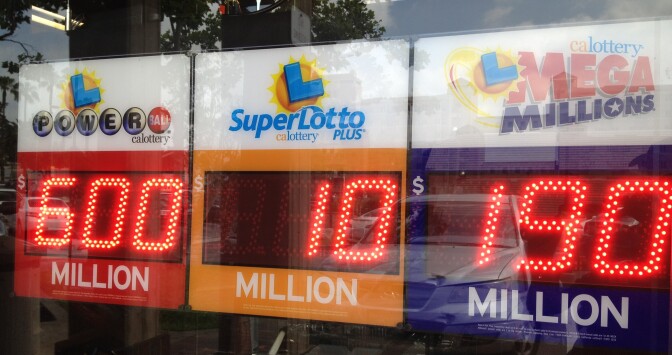 POWERBALL
calottery
$600
MILLION
SUPERLOTTO
calottery PLUS
$10
MILLION
calottery
MEGA
MILLIONS
$190
MILLION